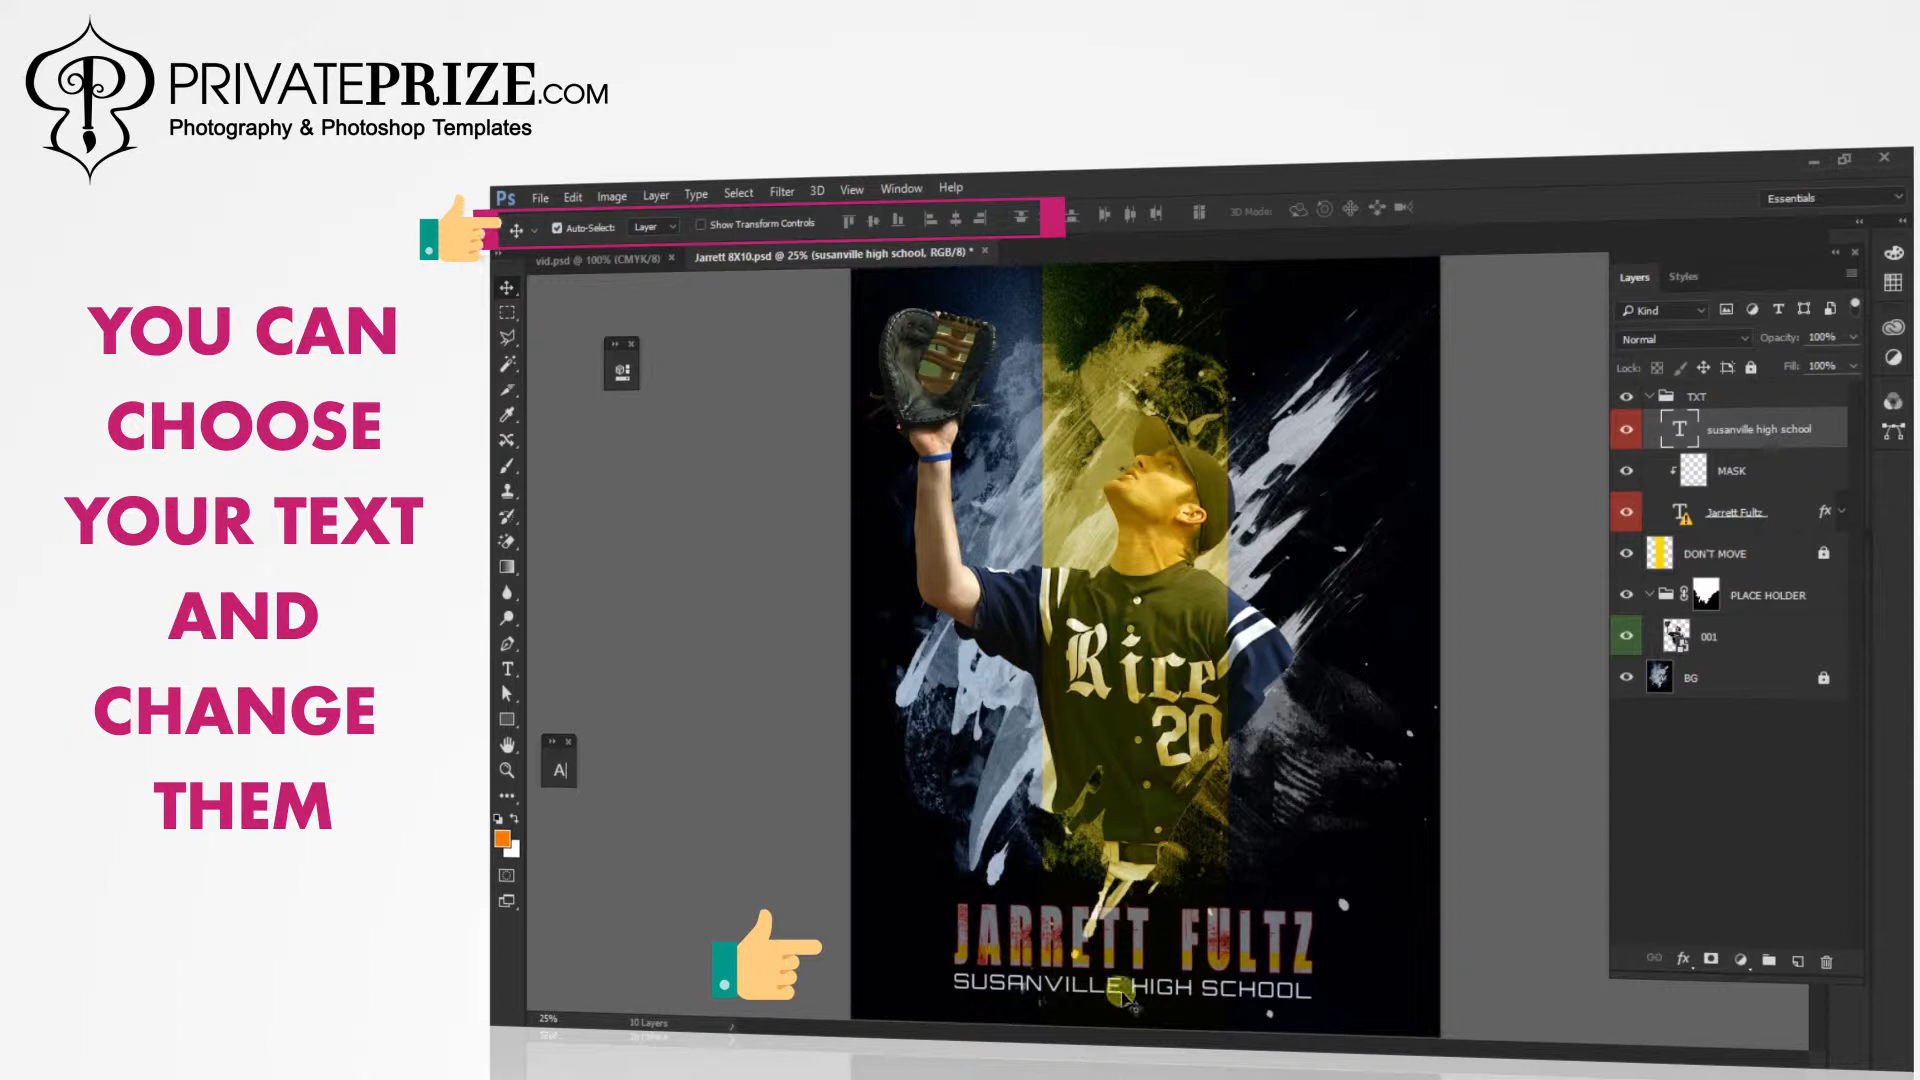 PRIVATEPRIZE.COM
Photography & Photoshop Templates
YOU CAN
CHOOSE
YOUR TEXT
AND
CHANGE
THEM
Ps File Edit Image Layer Type Select Filter 3D View Window Help
Auto-Select: Layer Show Transform Controls 3D Mode: Essentials
vid.psd @ 100% (CMYK/8) × Jarrett 8X10.psd @ 25% (susanville high school, RGB/8) * ×
Layers Styles
Kind
Normal Opacity: 100%
Lock: Fill: 100%
TXT
T susanville high school
MASK
T Jarrett Fultz fx
DON'T MOVE
PLACE HOLDER
001
BG
A|
Rice
20
JARRETT FULTZ
SUSANVILLE HIGH SCHOOL
fx
25% 10 Layers